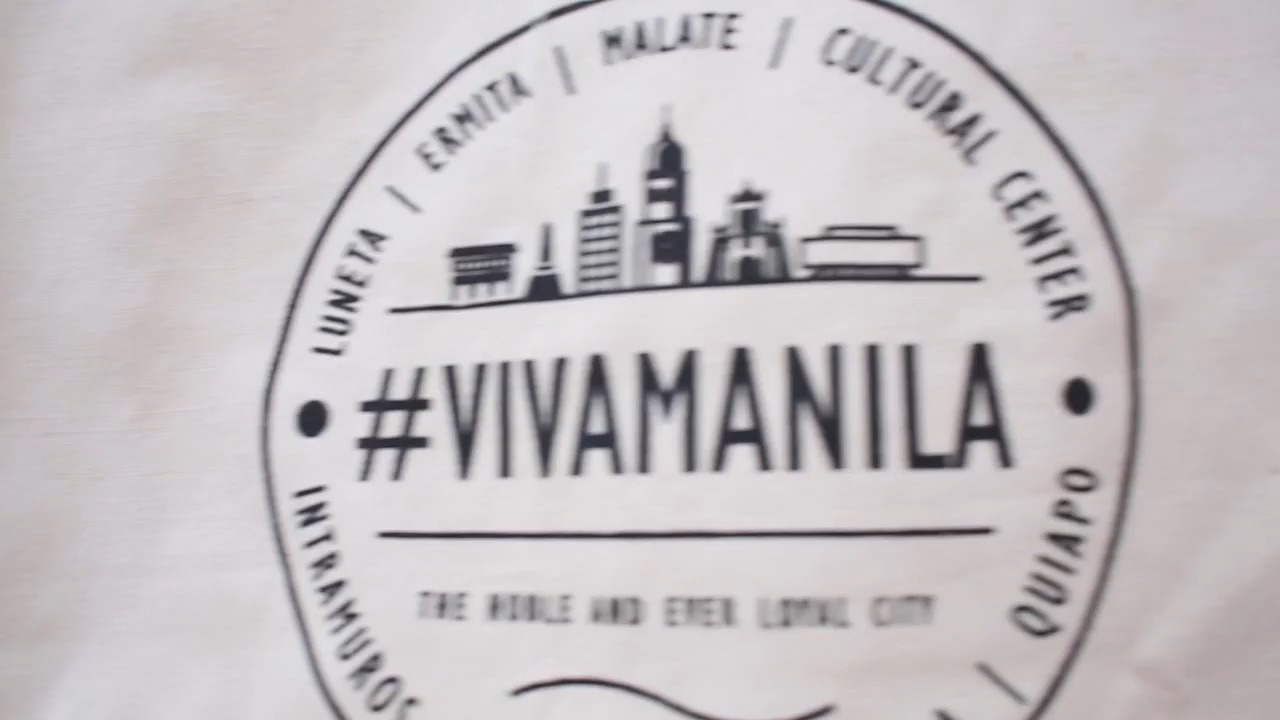 LUNETA / ERMITA | MALATE / CULTURAL CENTER
#VIVAMANILA
THE NOBLE AND EVER LOYAL CITY
INTRAMUROS
/ QUIAPO